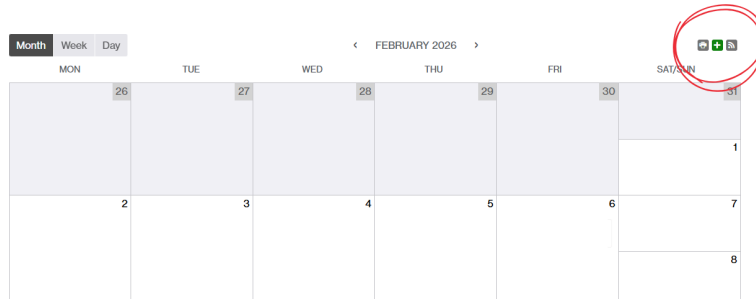 Month Week Day ‹ FEBRUARY 2026 ›
MON TUE WED THU FRI SAT/SUN
26 27 28 29 30 31
1
2 3 4 5 6 7
8